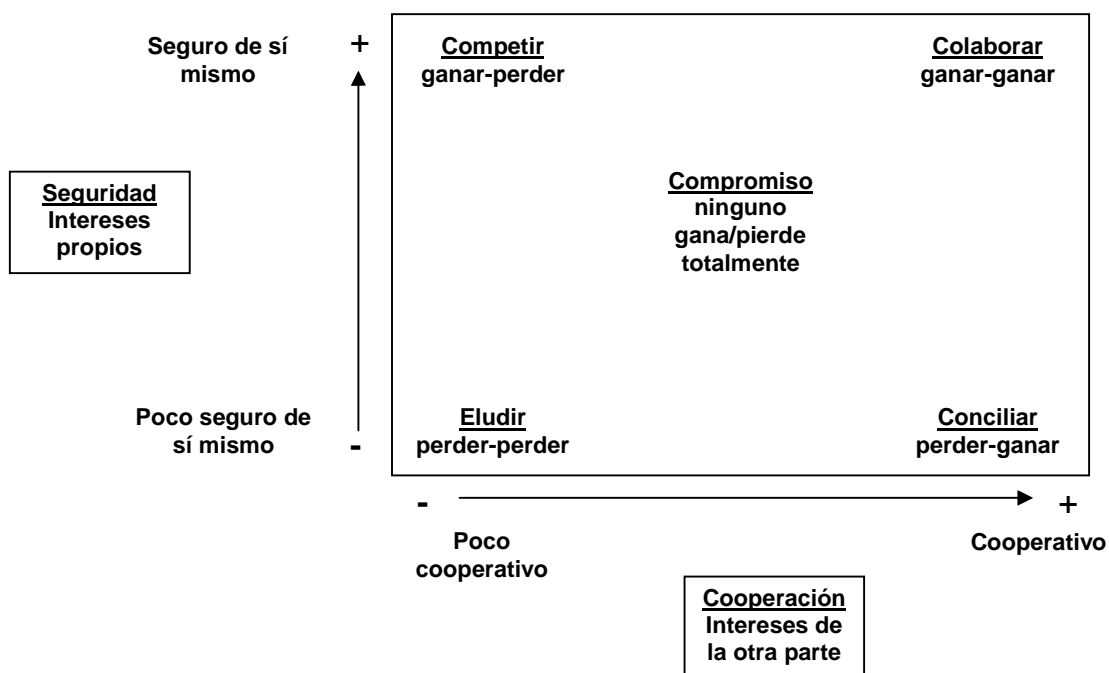 Seguro de sí
mismo
+
Competir
ganar-perder
Colaborar
ganar-ganar
Seguridad
Intereses
propios
Compromiso
ninguno
gana/pierde
totalmente
Poco seguro de
sí mismo
-
Eludir
perder-perder
Conciliar
perder-ganar
-
+
Poco
cooperativo
Cooperativo
Cooperación
Intereses de
la otra parte